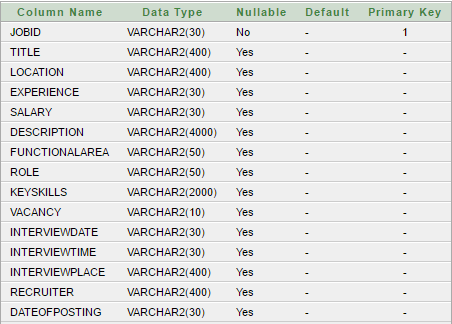 Column Name Data Type Nullable Default Primary Key
JOBID VARCHAR2(30) No - 1
TITLE VARCHAR2(400) Yes - -
LOCATION VARCHAR2(400) Yes - -
EXPERIENCE VARCHAR2(30) Yes - -
SALARY VARCHAR2(30) Yes - -
DESCRIPTION VARCHAR2(4000) Yes - -
FUNCTIONALAREA VARCHAR2(50) Yes - -
ROLE VARCHAR2(50) Yes - -
KEYSKILLS VARCHAR2(2000) Yes - -
VACANCY VARCHAR2(10) Yes - -
INTERVIEWDATE VARCHAR2(30) Yes - -
INTERVIEWTIME VARCHAR2(30) Yes - -
INTERVIEWPLACE VARCHAR2(400) Yes - -
RECRUITER VARCHAR2(400) Yes - -
DATEOFPOSTING VARCHAR2(30) Yes - -